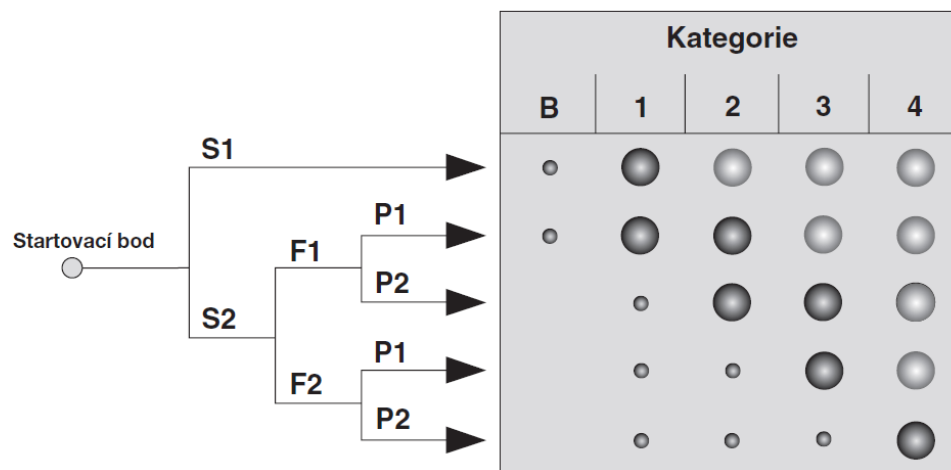 Kategorie
B 1 2 3 4
S1
P1
Startovací bod
F1
P2
S2
P1
F2
P2